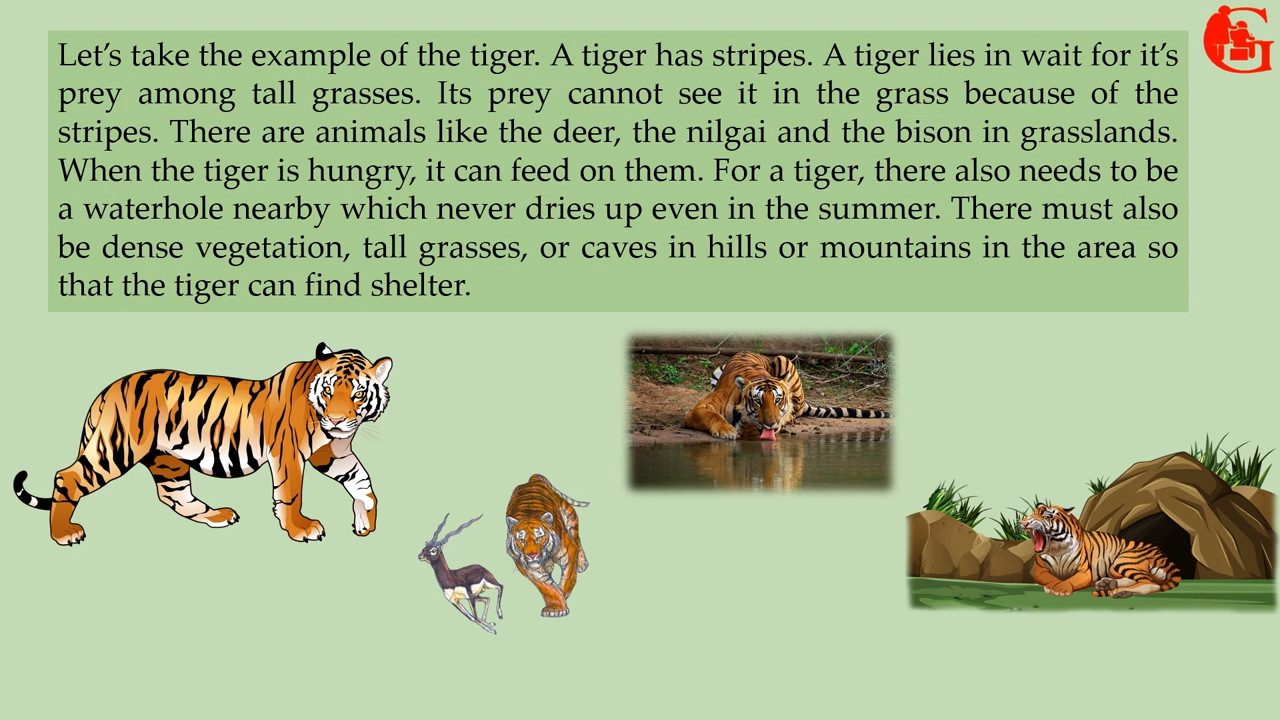 Let’s take the example of the tiger. A tiger has stripes. A tiger lies in wait for it’s
prey among tall grasses. Its prey cannot see it in the grass because of the
stripes. There are animals like the deer, the nilgai and the bison in grasslands.
When the tiger is hungry, it can feed on them. For a tiger, there also needs to be
a waterhole nearby which never dries up even in the summer. There must also
be dense vegetation, tall grasses, or caves in hills or mountains in the area so
that the tiger can find shelter.